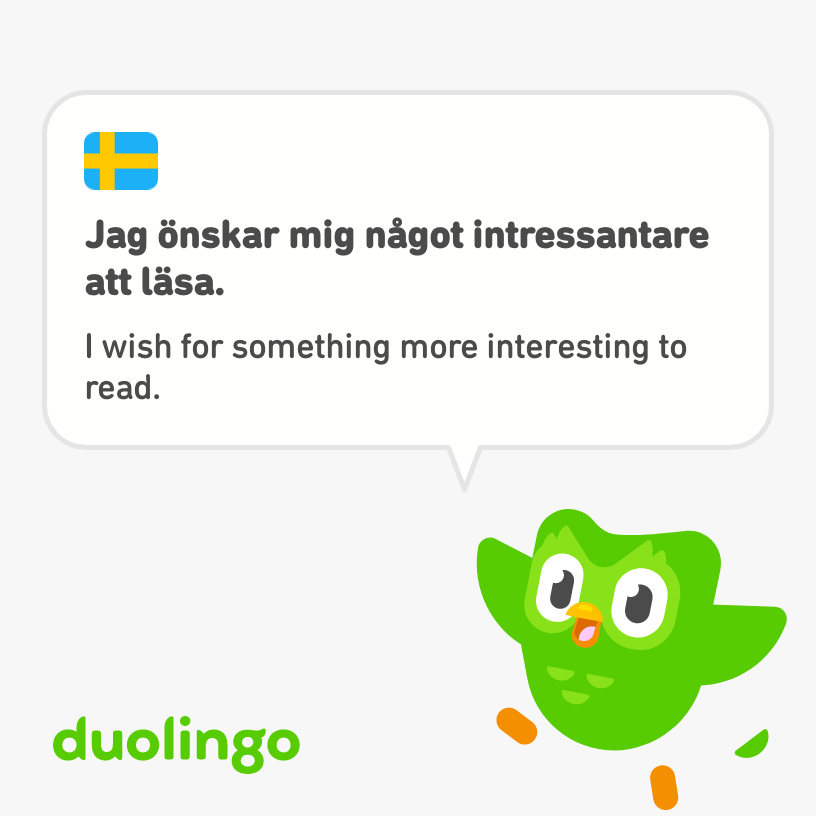 Jag önskar mig något intressantare
att läsa.
I wish for something more interesting to
read.
duolingo